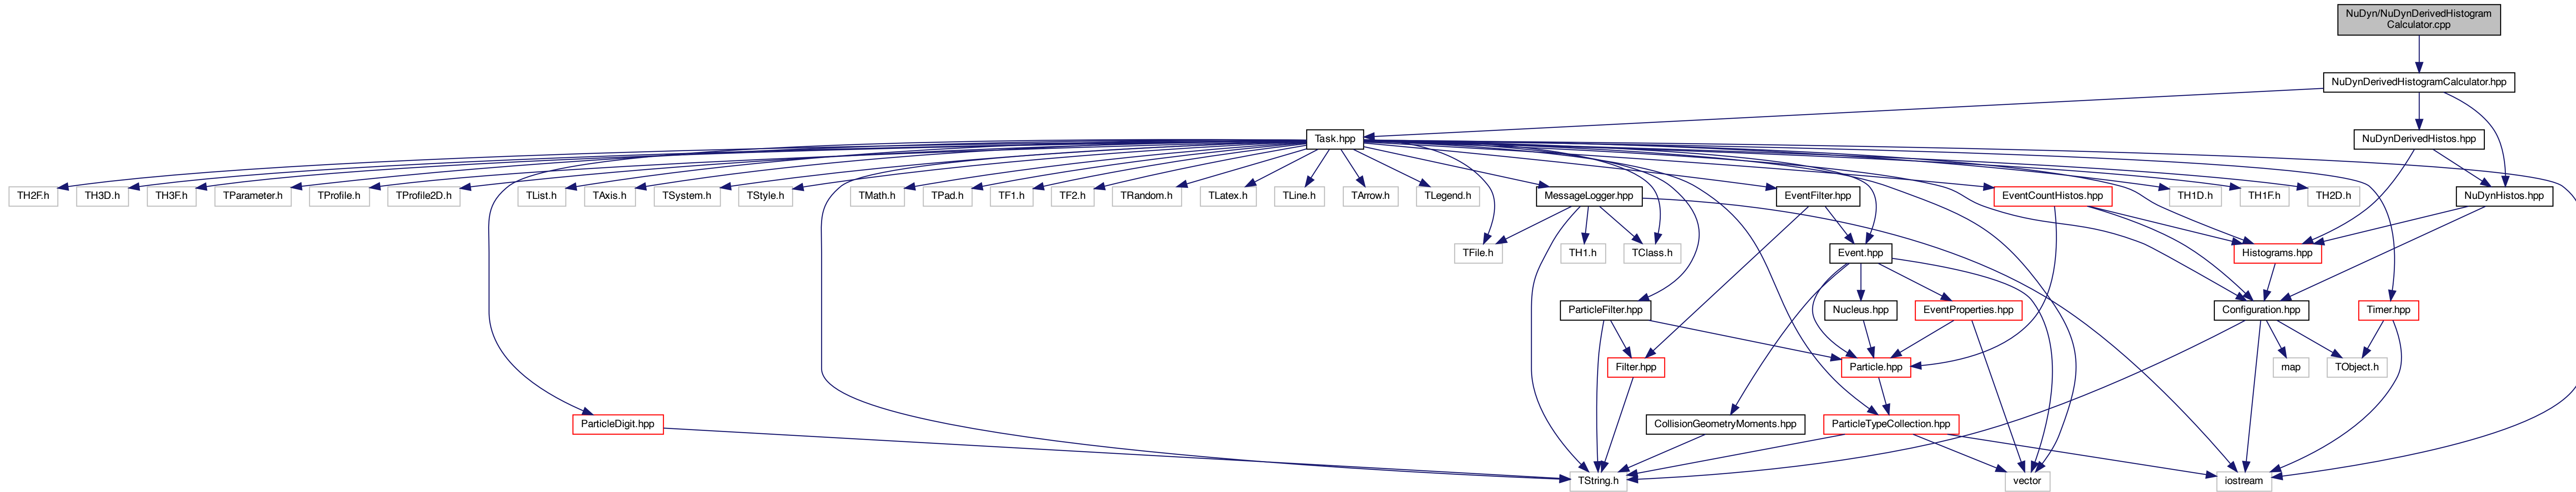 NuDyn/NuDynDerivedHistogram
Calculator.cpp
NuDynDerivedHistogramCalculator.hpp
Task.hpp
NuDynDerivedHistos.hpp
TH2F.h
TH3D.h
TH3F.h
TParameter.h
TProfile.h
TProfile2D.h
TList.h
TAxis.h
TSystem.h
TStyle.h
TMath.h
TPad.h
TF1.h
TF2.h
TRandom.h
TLatex.h
TLine.h
TArrow.h
TLegend.h
MessageLogger.hpp
EventFilter.hpp
EventCountHistos.hpp
TH1D.h
TH1F.h
TH2D.h
NuDynHistos.hpp
TFile.h
TH1.h
TClass.h
Event.hpp
Histograms.hpp
ParticleFilter.hpp
Nucleus.hpp
EventProperties.hpp
Configuration.hpp
Timer.hpp
Filter.hpp
Particle.hpp
map
TObject.h
ParticleDigit.hpp
CollisionGeometryMoments.hpp
ParticleTypeCollection.hpp
TString.h
vector
iostream